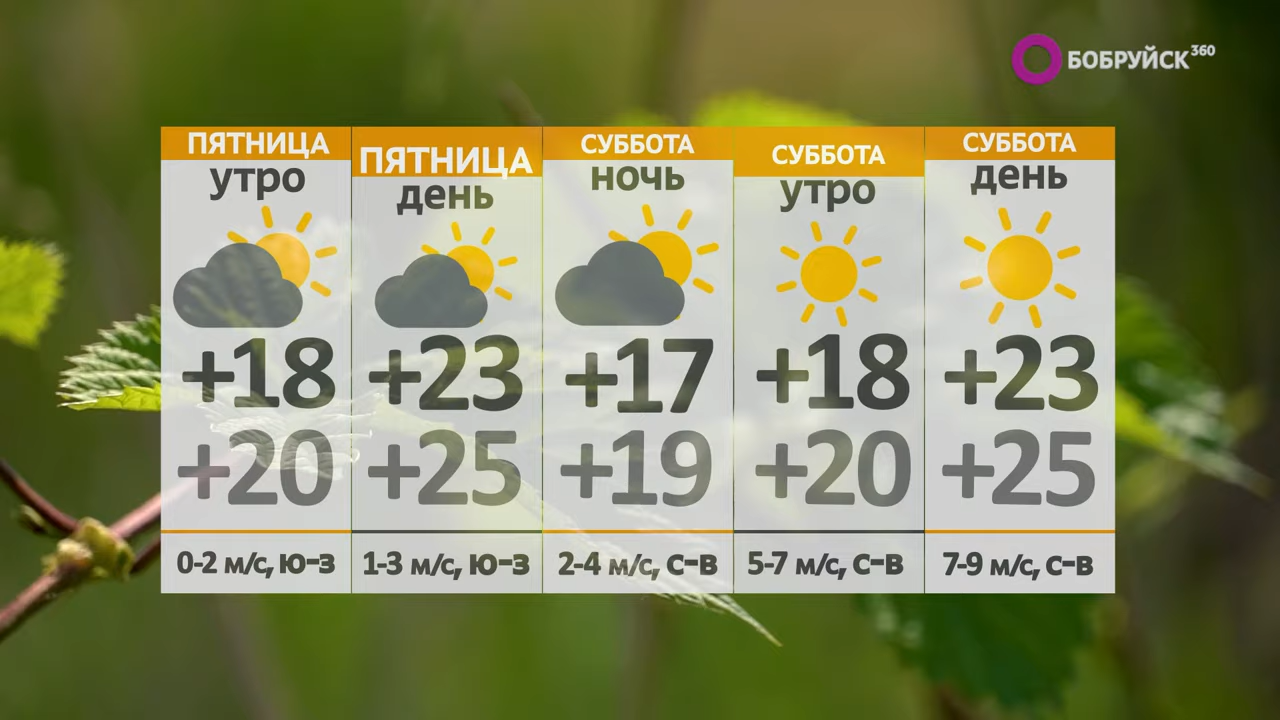 БОБРУЙСК360
ПЯТНИЦА
утро
+18
+20
0-2 м/с, ю-з
ПЯТНИЦА
день
+23
+25
1-3 м/с, ю-з
СУББОТА
ночь
+17
+19
2-4 м/с, с-в
СУББОТА
утро
+18
+20
5-7 м/с, с-в
СУББОТА
день
+23
+25
7-9 м/с, с-в